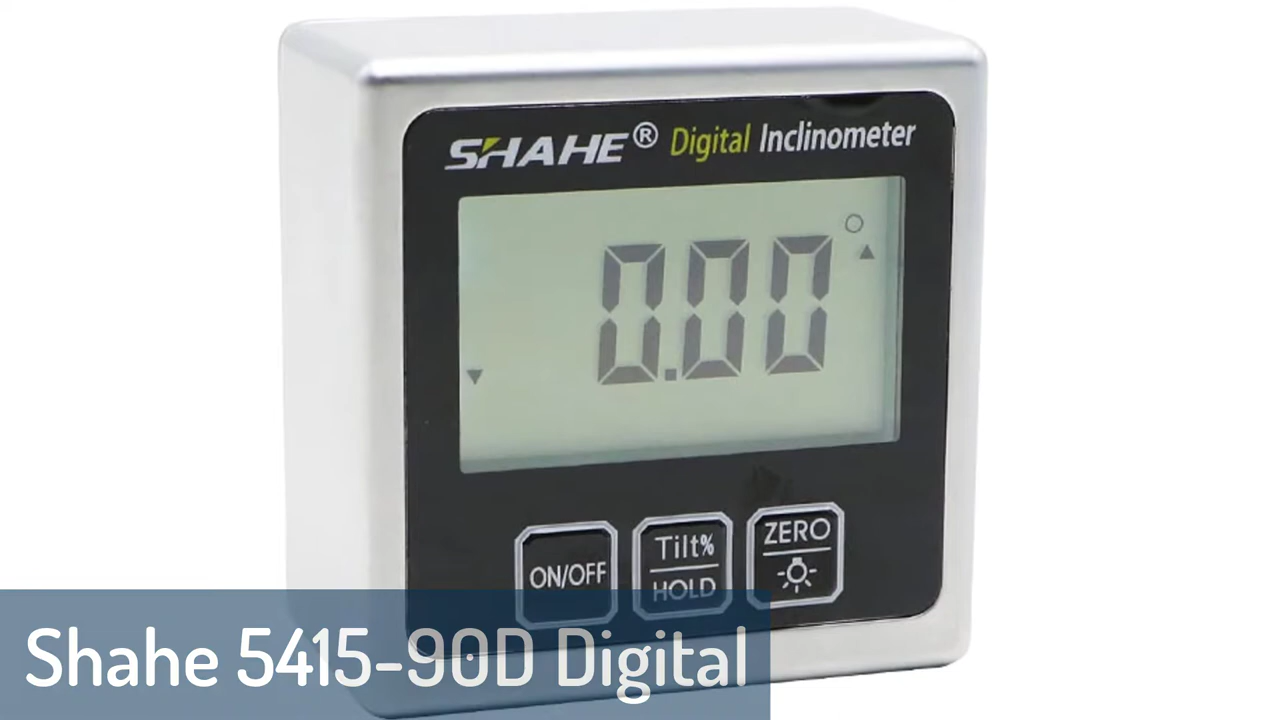 SHAHE® Digital Inclinometer
0.00°
ON/OFF
Tilt%
HOLD
ZERO
Shahe 5415-90D Digital